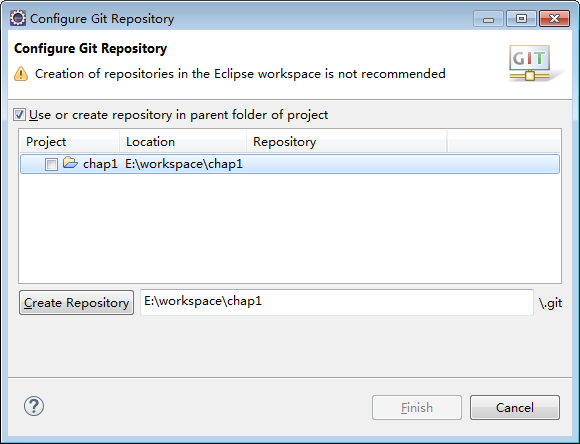 Configure Git Repository
Configure Git Repository
Creation of repositories in the Eclipse workspace is not recommended
GIT
Use or create repository in parent folder of project
Project Location Repository
chap1 E:\workspace\chap1
Create Repository E:\workspace\chap1 \.git
? Finish Cancel